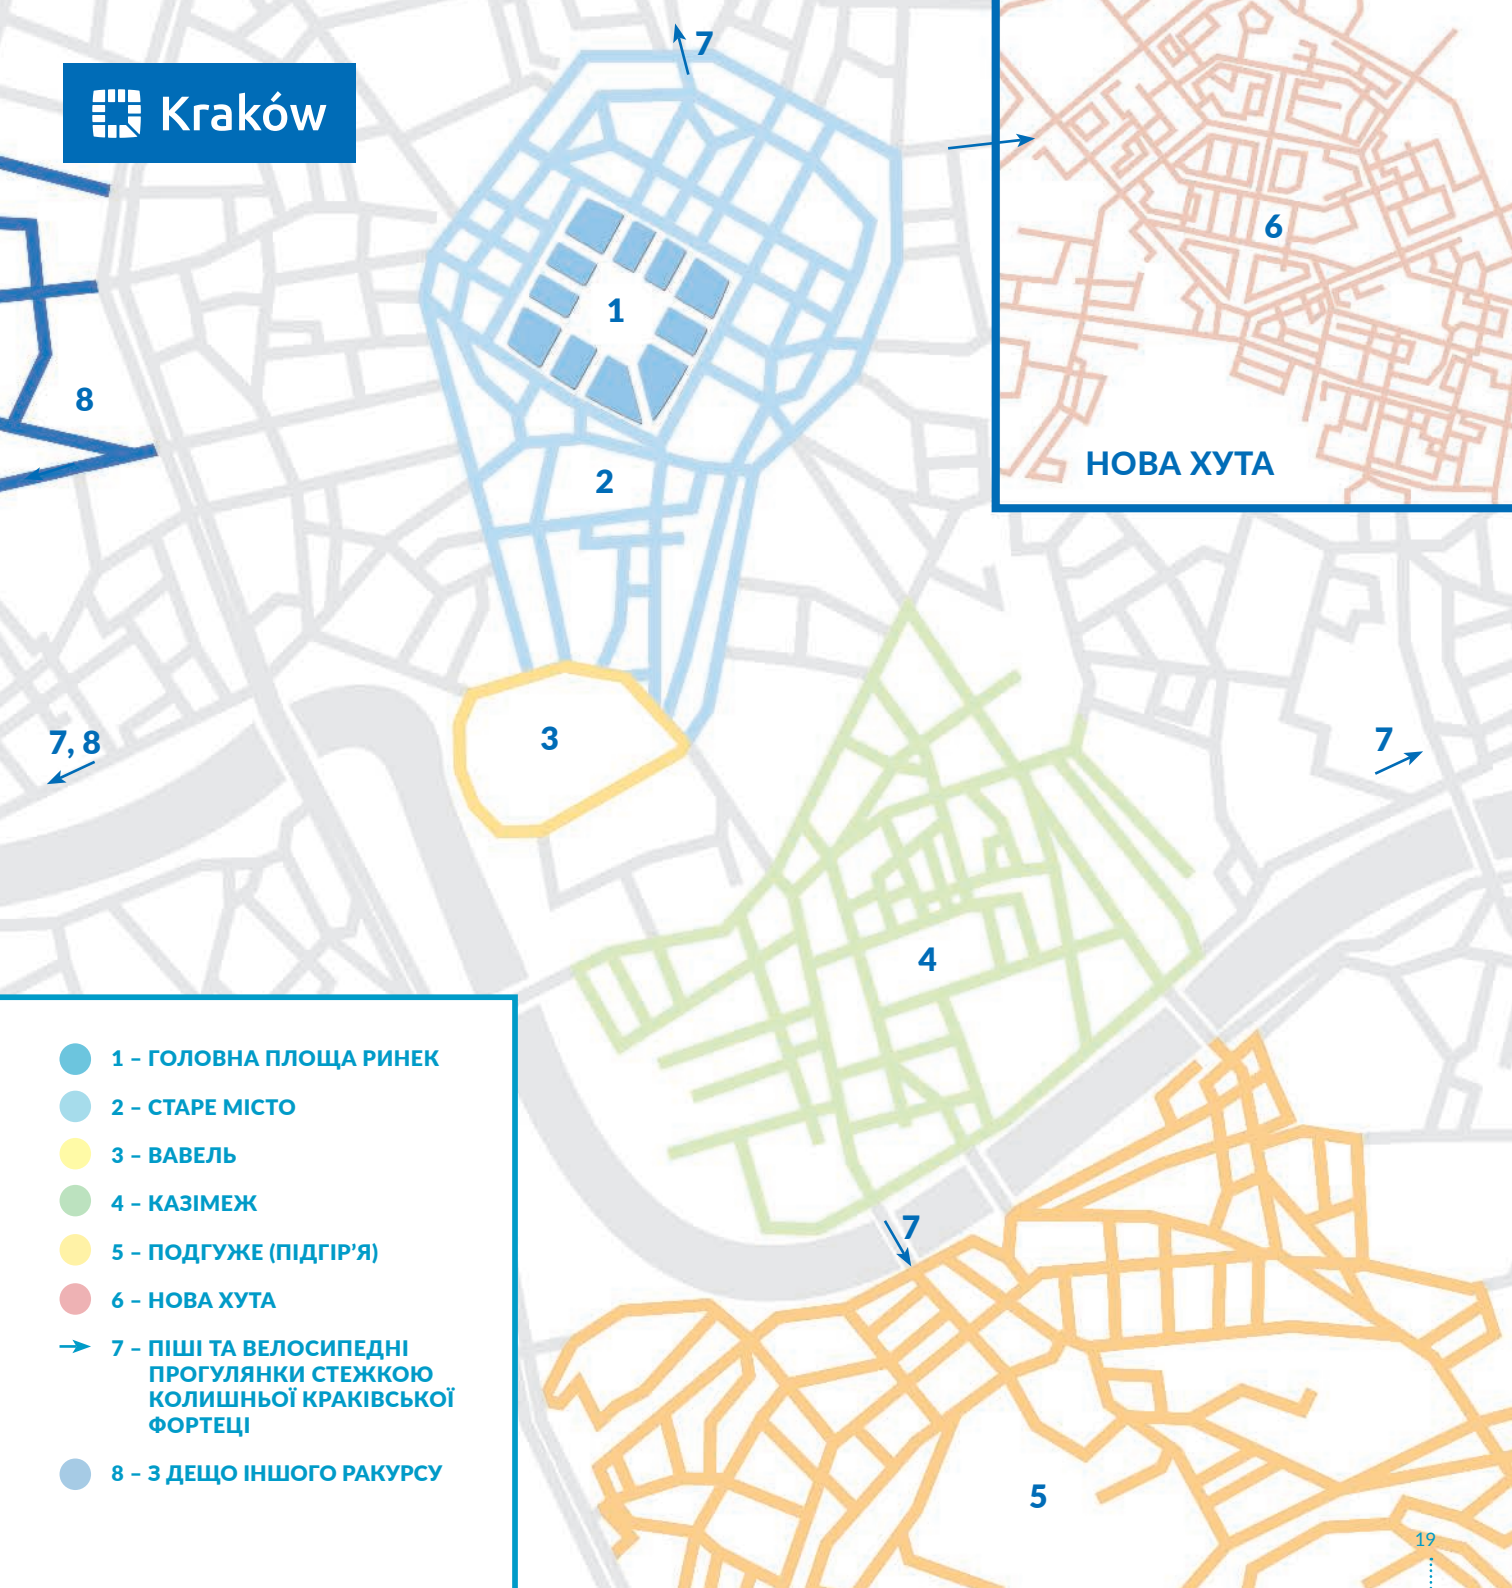 7
Kraków
6
1
8
НОВА ХУТА
2
3
7, 8
7
4
1 – ГОЛОВНА ПЛОЩА РИНЕК
2 – СТАРЕ МІСТО
3 – ВАВЕЛЬ
4 – КАЗІМЕЖ
5 – ПОДГУЖЕ (ПІДГІР’Я)
6 – НОВА ХУТА
7 – ПІШІ ТА ВЕЛОСИПЕДНІ
ПРОГУЛЯНКИ СТЕЖКОЮ
КОЛИШНЬОЇ КРАКІВСЬКОЇ
ФОРТЕЦІ
8 – З ДЕЩО ІНШОГО РАКУРСУ
7
5
19